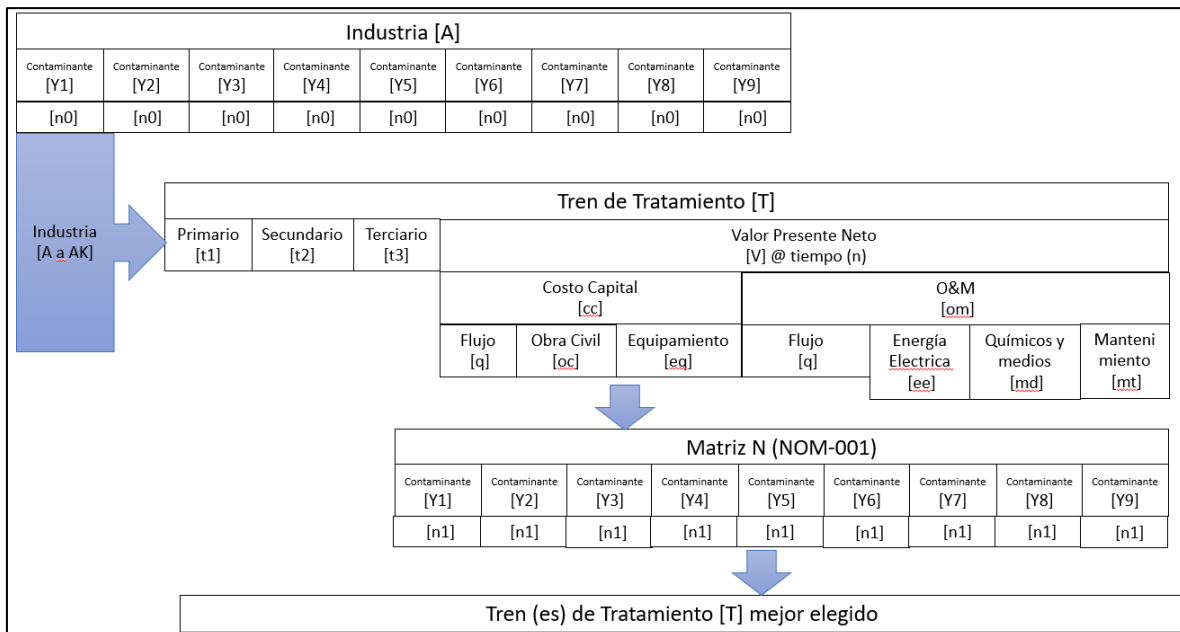 Industria [A]
Contaminante Contaminante Contaminante Contaminante Contaminante Contaminante Contaminante Contaminante Contaminante
[Y1] [Y2] [Y3] [Y4] [Y5] [Y6] [Y7] [Y8] [Y9]
[n0] [n0] [n0] [n0] [n0] [n0] [n0] [n0] [n0]
Industria
[A a AK]
Tren de Tratamiento [T]
Primario
[t1]
Secundario
[t2]
Terciario
[t3]
Valor Presente Neto
[V] @ tiempo (n)
Costo Capital
[cc]
O&M
[om]
Flujo
[q]
Obra Civil
[oc]
Equipamiento
[eq]
Flujo
[q]
Energía
Electrica
[ee]
Químicos y
medios
[md]
Manteni
miento
[mt]
Matriz N (NOM-001)
Contaminante Contaminante Contaminante Contaminante Contaminante Contaminante Contaminante Contaminante Contaminante
[Y1] [Y2] [Y3] [Y4] [Y5] [Y6] [Y7] [Y8] [Y9]
[n1] [n1] [n1] [n1] [n1] [n1] [n1] [n1] [n1]
Tren (es) de Tratamiento [T] mejor elegido